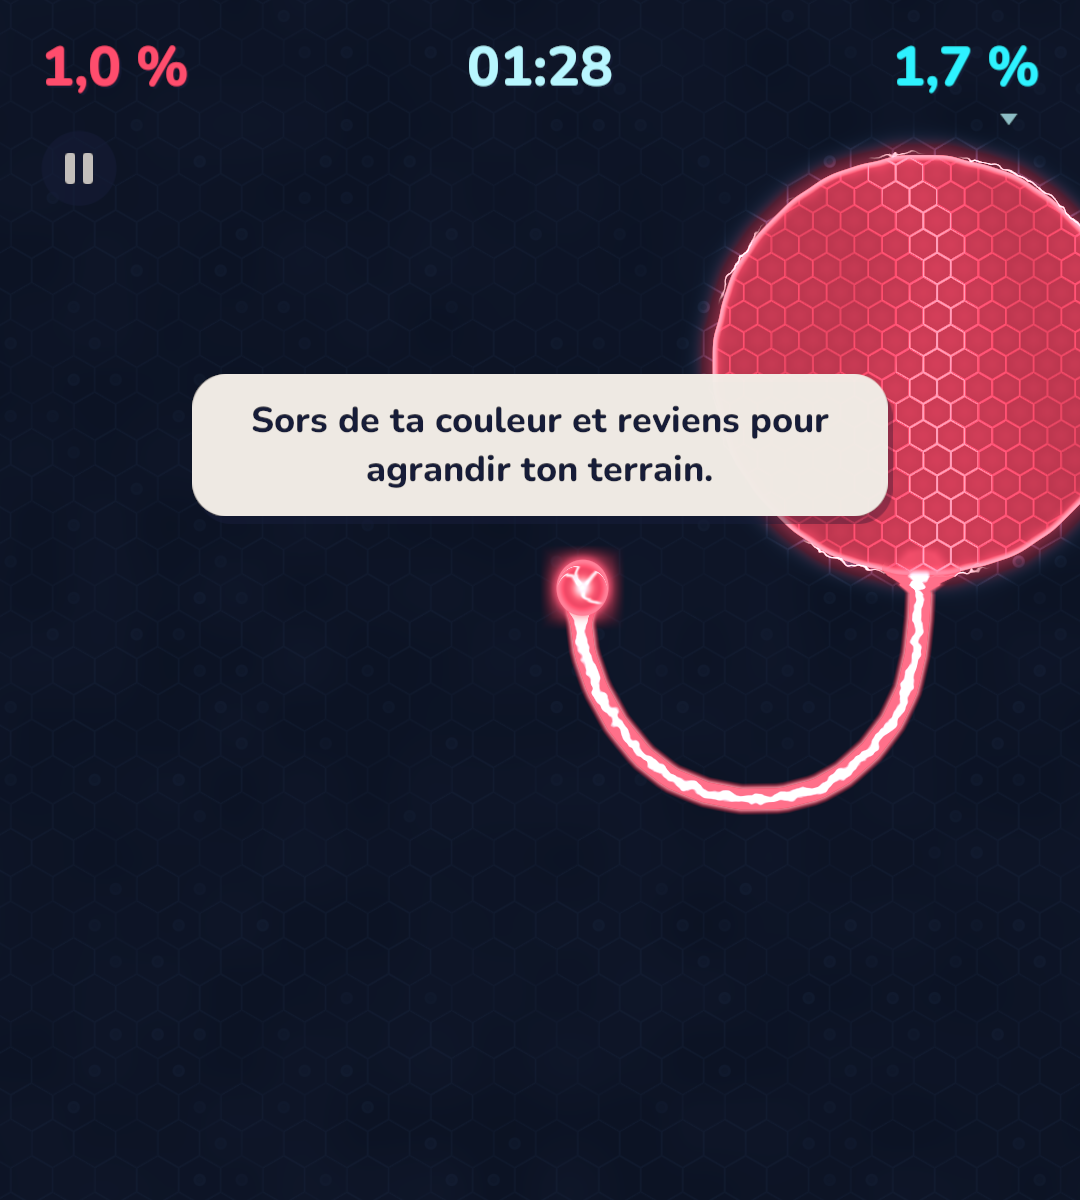 1,0 %
01:28
1,7 %
Sors de ta couleur et reviens pour
agrandir ton terrain.